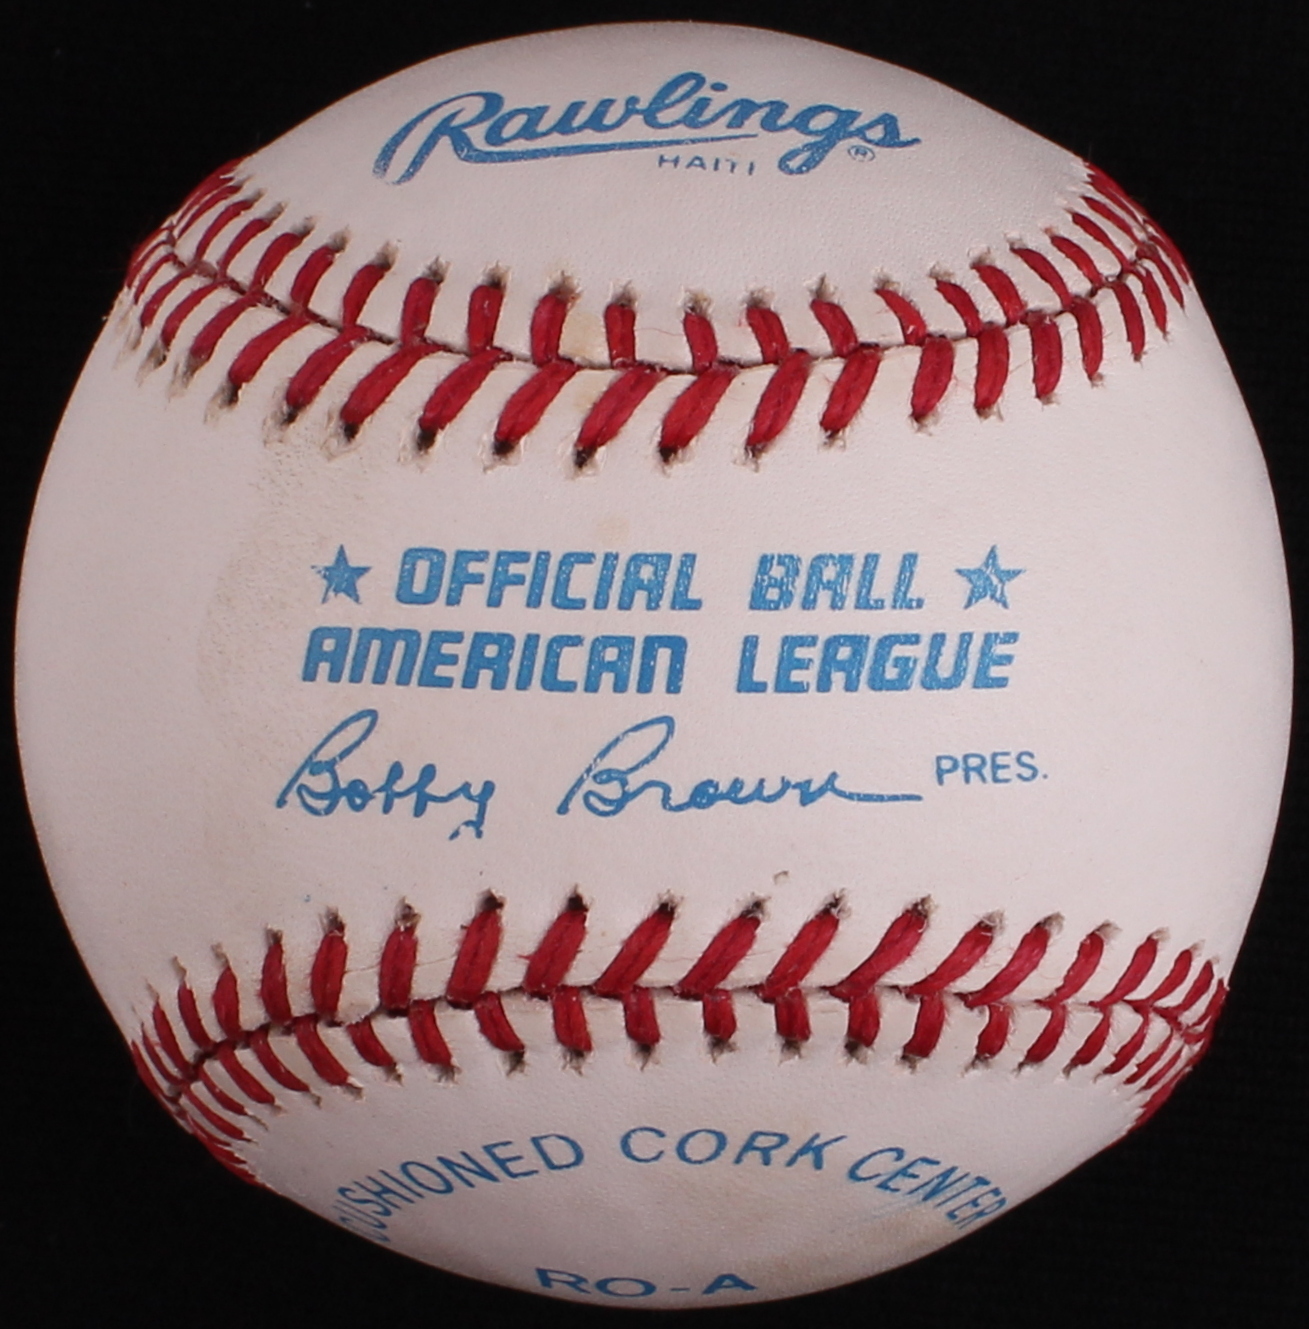 Rawlings®
HAITI
★ OFFICIAL BALL ★
AMERICAN LEAGUE
Bobby Brown PRES.
CUSHIONED CORK CENTER
RO-A